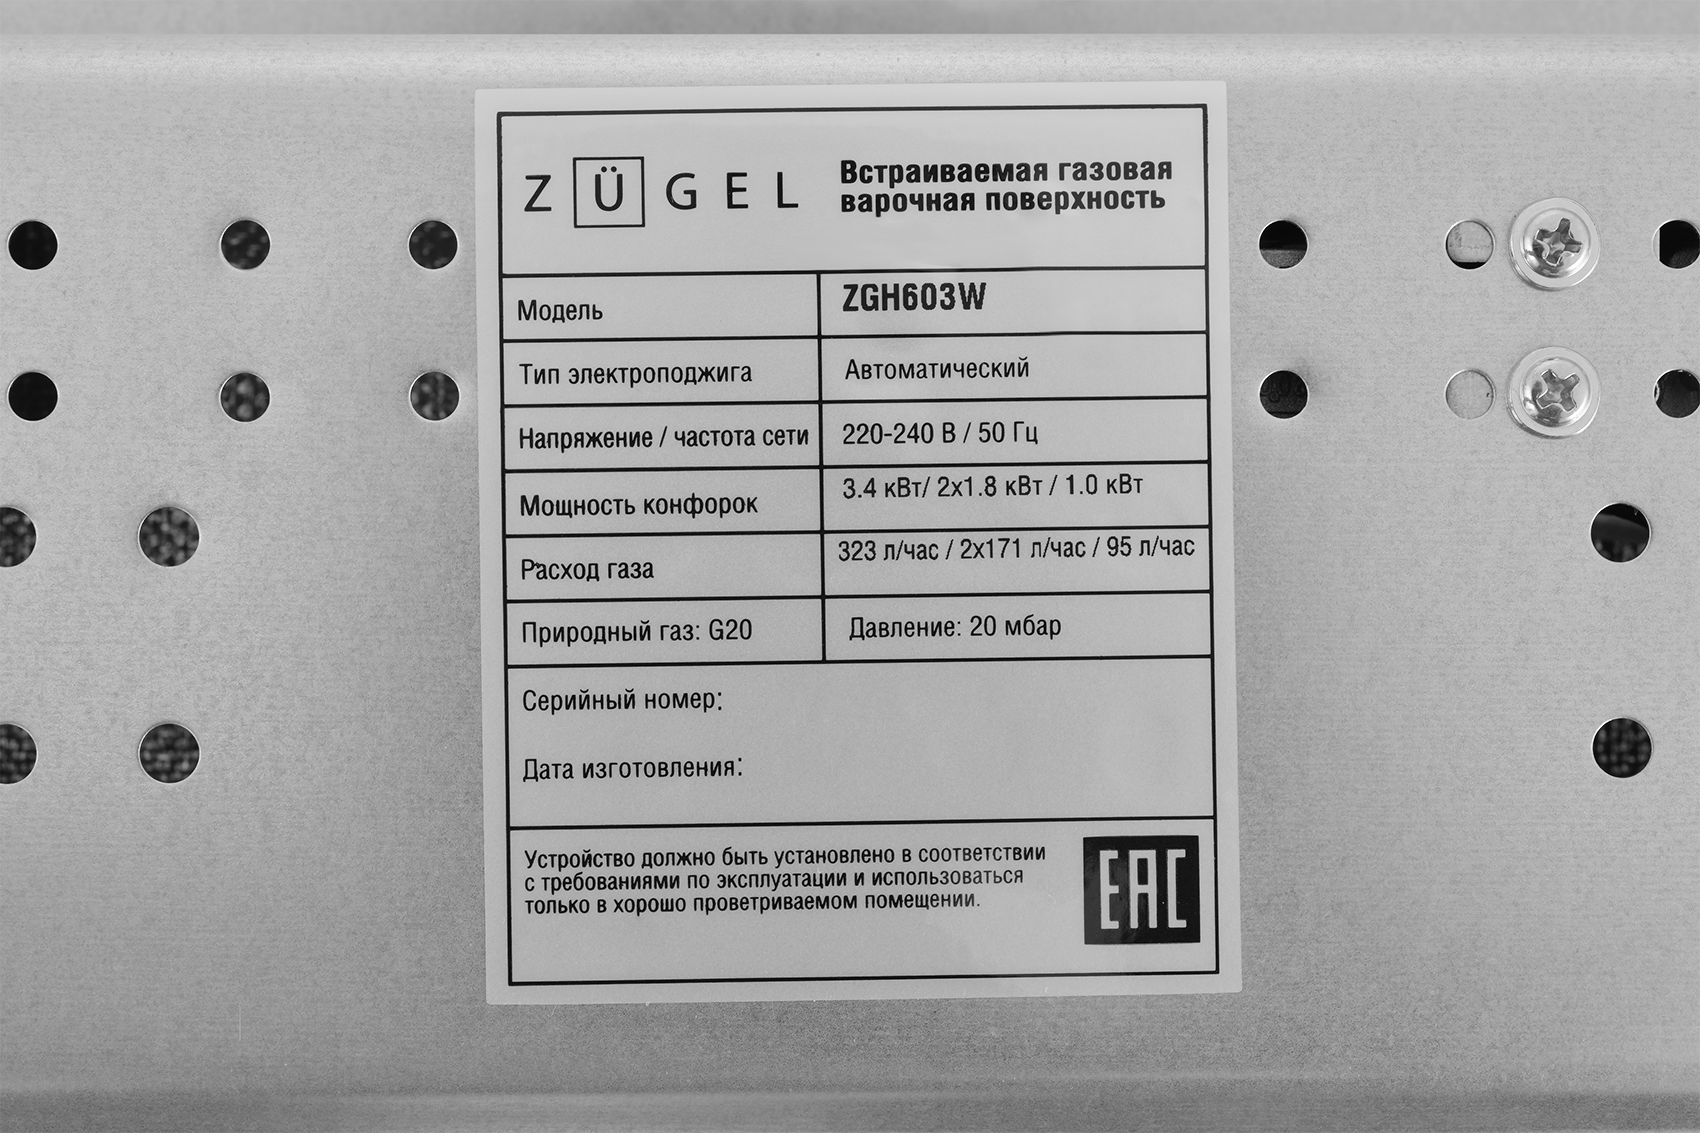 ZÜGEL
Встраиваемая газовая
варочная поверхность
Модель ZGH603W
Тип электроподжига Автоматический
Напряжение / частота сети 220-240 В / 50 Гц
Мощность конфорок 3.4 кВт/ 2x1.8 кВт / 1.0 кВт
Расход газа 323 л/час / 2x171 л/час / 95 л/час
Природный газ: G20 Давление: 20 мбар
Серийный номер:
Дата изготовления:
Устройство должно быть установлено в соответствии
с требованиями по эксплуатации и использоваться
только в хорошо проветриваемом помещении.
EAC